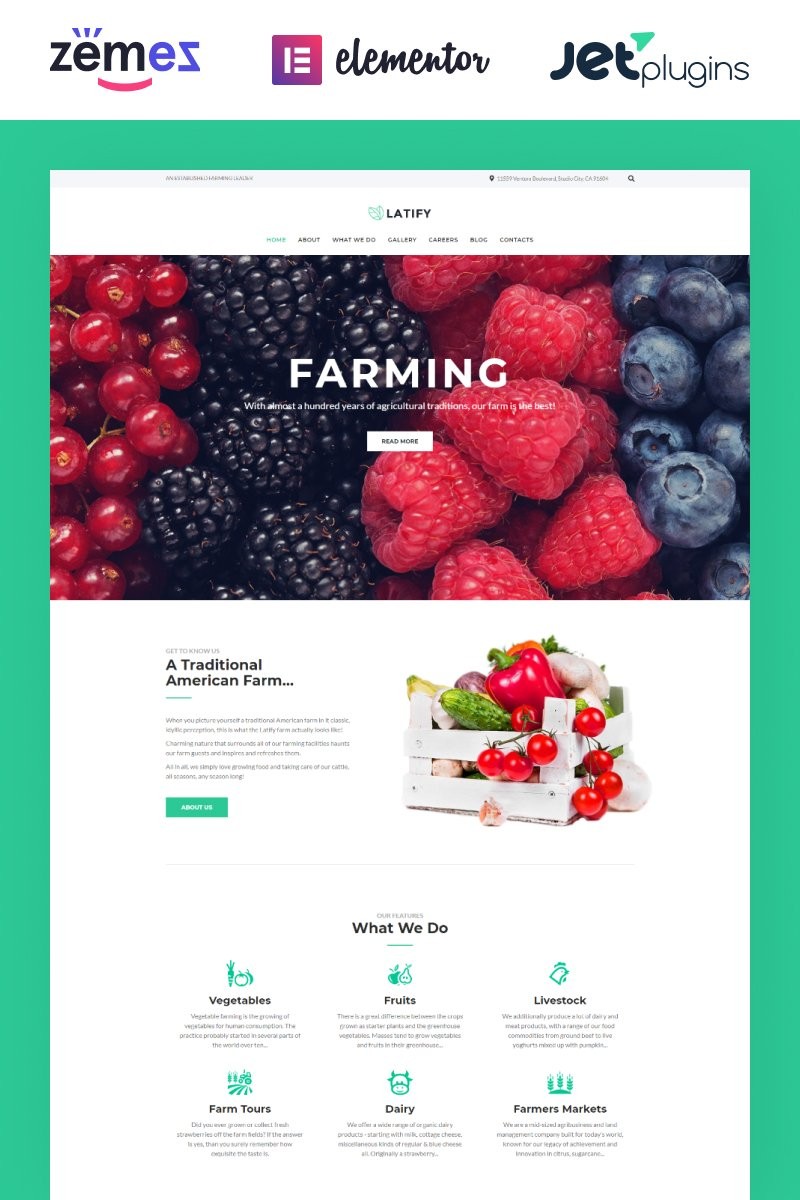 zemez
elementor
Jetplugins
AN ESTABLISHED FARMING LEADER
11559 Ventura Boulevard, Studio City, CA 91604
LATIFY
HOME ABOUT WHAT WE DO GALLERY CAREERS BLOG CONTACTS
FARMING
With almost a hundred years of agricultural traditions, our farm is the best!
READ MORE
GET TO KNOW US
A Traditional
American Farm...
When you picture yourself a traditional American farm in it classic,
idyllic perception, this is what the Latify farm actually looks like!
Charming nature that surrounds all of our farming facilities haunts
our farm guests and inspires and refreshes them.
All in all, we simply love growing food and taking care of our cattle,
all seasons, any season long!
ABOUT US
OUR FEATURES
What We Do
Vegetables
Vegetable farming is the growing of
vegetables for human consumption. The
practice probably started in several parts of
the world over ten...
Fruits
There is a great difference between the crops
grown as starter plants and the greenhouse
vegetables. Masses tend to grow vegetables
and fruits in their greenhouse...
Livestock
We additionally produce a lot of dairy and
meat products, with a range of our food
commodities from ground beef to live
yoghurts mixed up with pumpkin...
Farm Tours
Did you ever grown or collect fresh
strawberries off the farm fields? If the answer
is yes, than you surely remember how
exquisite the taste is.
Dairy
We offer a wide range of organic dairy
products - starting with milk, cottage cheese,
miscellaneous kinds of regular & blue cheese
all. Originally a strawberry...
Farmers Markets
We are a mid-sized agribusiness and land
management company built for today's world,
known for our legacy of achievement and
innovation in citrus, sugarcane...